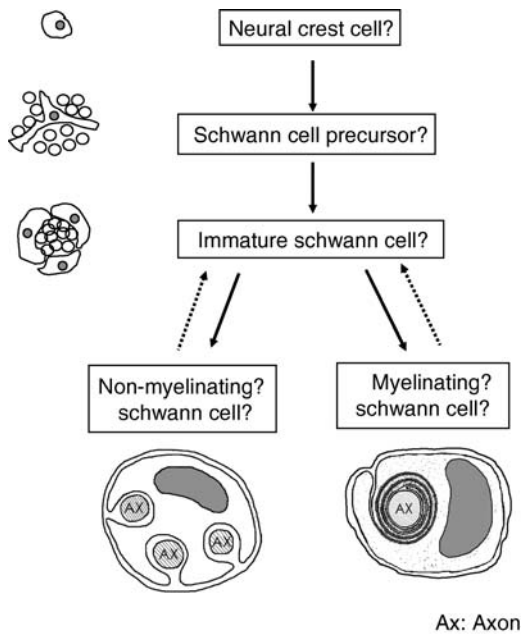 Neural crest cell?
Schwann cell precursor?
Immature schwann cell?
Non-myelinating?
schwann cell?
Myelinating?
schwann cell?
AX
AX
AX
AX
Ax: Axon